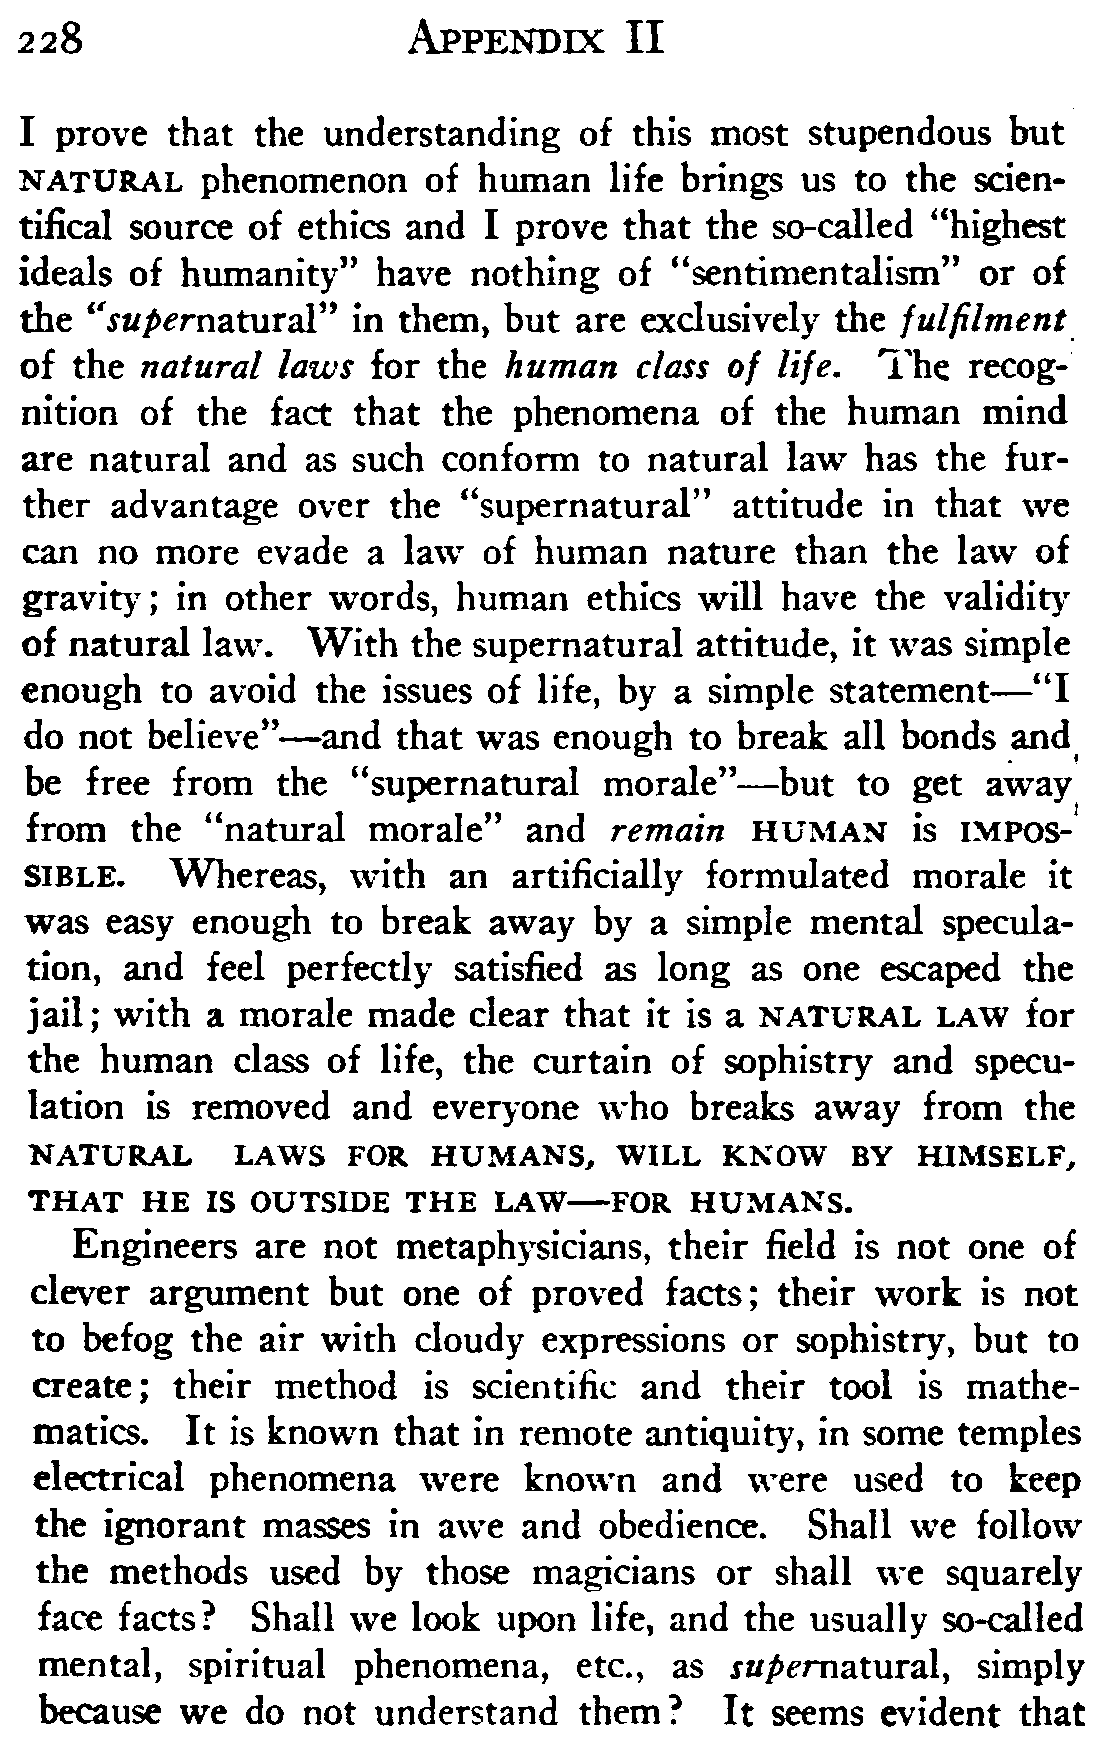 228 APPENDIX II
I prove that the understanding of this most stupendous but
NATURAL phenomenon of human life brings us to the scien-
tifical source of ethics and I prove that the so-called "highest
ideals of humanity" have nothing of "sentimentalism" or of
the "supernatural" in them, but are exclusively the fulfilment
of the natural laws for the human class of life. The recog-
nition of the fact that the phenomena of the human mind
are natural and as such conform to natural law has the fur-
ther advantage over the "supernatural" attitude in that we
can no more evade a law of human nature than the law of
gravity; in other words, human ethics will have the validity
of natural law. With the supernatural attitude, it was simple
enough to avoid the issues of life, by a simple statement—"I
do not believe"—and that was enough to break all bonds and
be free from the "supernatural morale"—but to get away
from the "natural morale" and remain HUMAN is IMPOS-
SIBLE. Whereas, with an artificially formulated morale it
was easy enough to break away by a simple mental specula-
tion, and feel perfectly satisfied as long as one escaped the
jail; with a morale made clear that it is a NATURAL LAW for
the human class of life, the curtain of sophistry and specu-
lation is removed and everyone who breaks away from the
NATURAL LAWS FOR HUMANS, WILL KNOW BY HIMSELF,
THAT HE IS OUTSIDE THE LAW—FOR HUMANS.
Engineers are not metaphysicians, their field is not one of
clever argument but one of proved facts; their work is not
to befog the air with cloudy expressions or sophistry, but to
create; their method is scientific and their tool is mathe-
matics. It is known that in remote antiquity, in some temples
electrical phenomena were known and were used to keep
the ignorant masses in awe and obedience. Shall we follow
the methods used by those magicians or shall we squarely
face facts? Shall we look upon life, and the usually so-called
mental, spiritual phenomena, etc., as supernatural, simply
because we do not understand them? It seems evident that